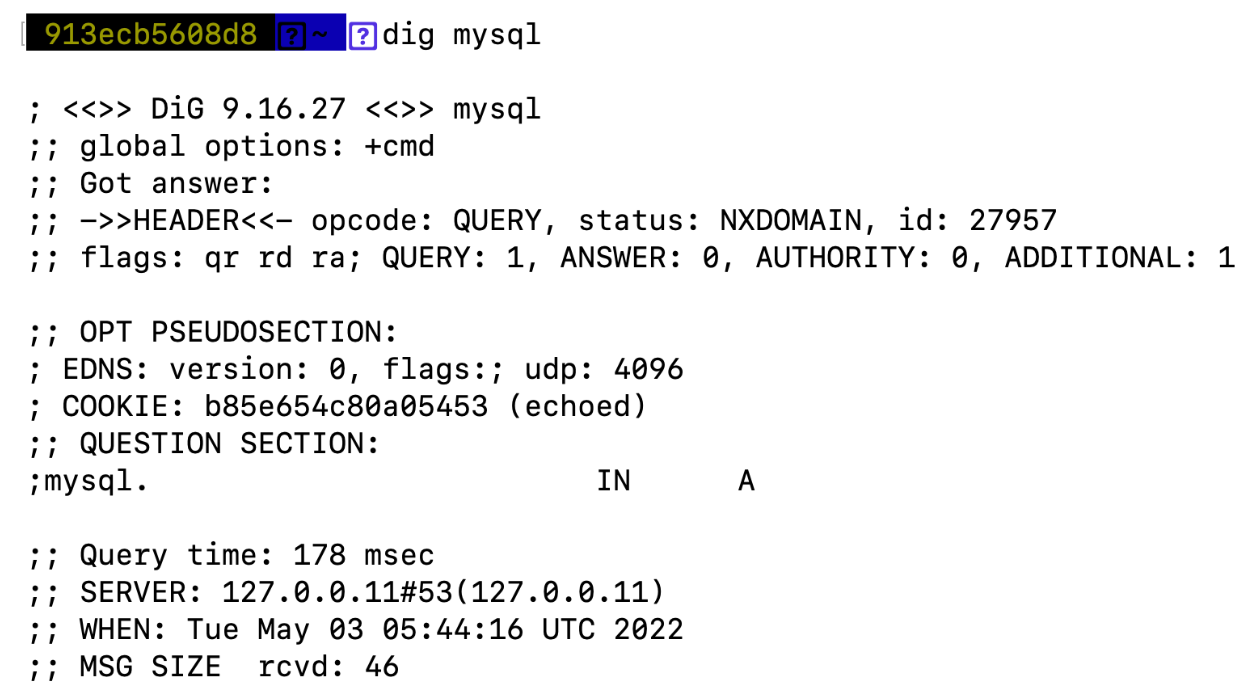 913ecb5608d8 ? ~ ? dig mysql
; <<>> DiG 9.16.27 <<>> mysql
;; global options: +cmd
;; Got answer:
;; ->>HEADER<<- opcode: QUERY, status: NXDOMAIN, id: 27957
;; flags: qr rd ra; QUERY: 1, ANSWER: 0, AUTHORITY: 0, ADDITIONAL: 1
;; OPT PSEUDOSECTION:
; EDNS: version: 0, flags:; udp: 4096
; COOKIE: b85e654c80a05453 (echoed)
;; QUESTION SECTION:
;mysql. IN A
;; Query time: 178 msec
;; SERVER: 127.0.0.11#53(127.0.0.11)
;; WHEN: Tue May 03 05:44:16 UTC 2022
;; MSG SIZE rcvd: 46